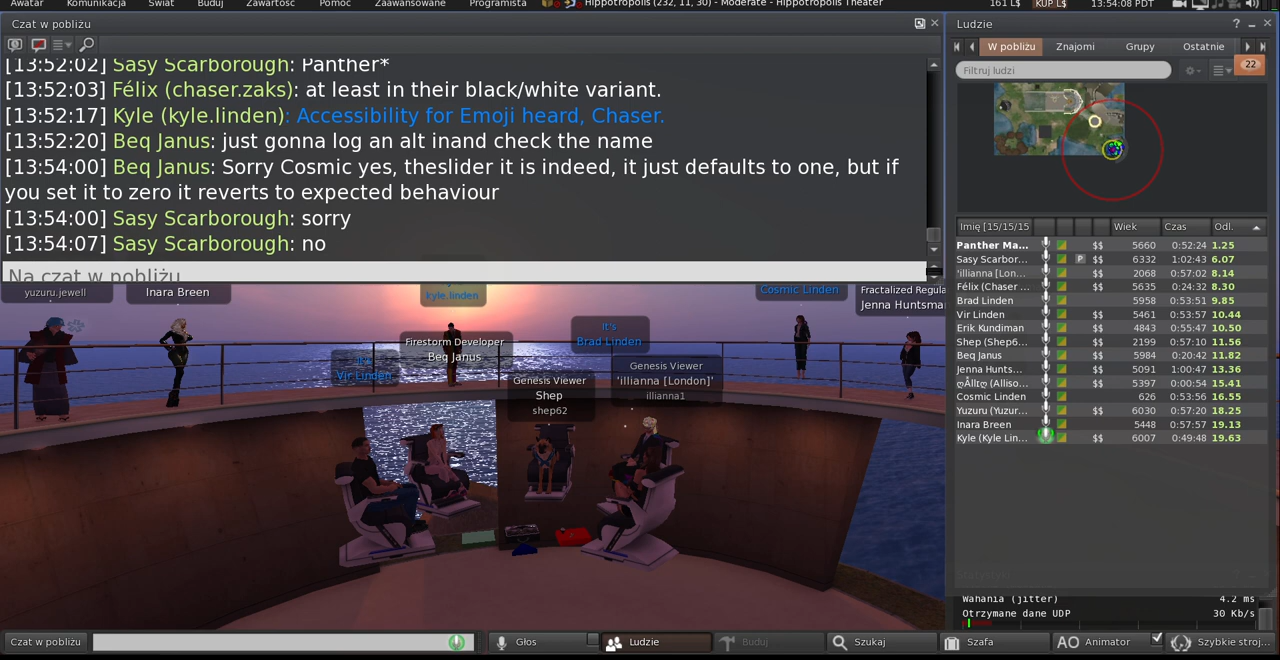 Awatar Komunikacja Świat Buduj Zawartość Pomoc Zaawansowane Programista Hippotropolis (232, 11, 30) - Moderate - Hippotropolis Theater 161 L$ KUP L$ 13:54:08 PDT
Czat w pobliżu
[13:52:02] Sasy Scarborough: Panther*
[13:52:03] Félix (chaser.zaks): at least in their black/white variant.
[13:52:17] Kyle (kyle.linden): Accessibility for Emoji heard, Chaser.
[13:52:20] Beq Janus: just gonna log an alt inand check the name
[13:54:00] Beq Janus: Sorry Cosmic yes, theslider it is indeed, it just defaults to one, but if
you set it to zero it reverts to expected behaviour
[13:54:00] Sasy Scarborough: sorry
[13:54:07] Sasy Scarborough: no
Na czat w pobliżu
yuzuru.jewell
Inara Breen
kyle.linden
Cosmic Linden
Fractalized Regula
Jenna Huntsma
It's
Brad Linden
Firestorm Developer
Beq Janus
It's
Vir Linden
Genesis Viewer
'illianna [London]'
illianna1
Genesis Viewer
Shep
shep62
Ludzie
W pobliżu Znajomi Grupy Ostatnie
Filtruj ludzi
22
Imię [15/15/15 Wiek Czas Odl.
Panther Ma... $$ 5660 0:52:24 1.25
Sasy Scarbor... P $$ 6332 1:02:43 6.07
'illianna [Lon... $$ 2068 0:57:02 8.14
Félix (Chaser ... $$ 5635 0:24:32 8.30
Brad Linden 5958 0:53:51 9.85
Vir Linden $$ 5461 0:53:57 10.44
Erik Kundiman $$ 4843 0:55:47 10.50
Shep (Shep6... $$ 2199 0:57:10 11.56
Beq Janus $$ 5984 0:20:42 11.82
Jenna Hunts... $$ 5091 1:00:47 13.36
$$ 5397 0:00:54 15.41
Cosmic Linden 626 0:53:56 16.55
Yuzuru (Yuzur... $$ 6030 0:57:20 18.25
Inara Breen 5448 0:57:57 19.13
Kyle (Kyle Lin... $$ 6007 0:49:48 19.63
Statystyki
Wahania (jitter) 4.2 ms
Otrzymane dane UDP 30 Kb/s
Czat w pobliżu Głos Ludzie Buduj Szukaj Szafa AO Animator Szybkie stroj...